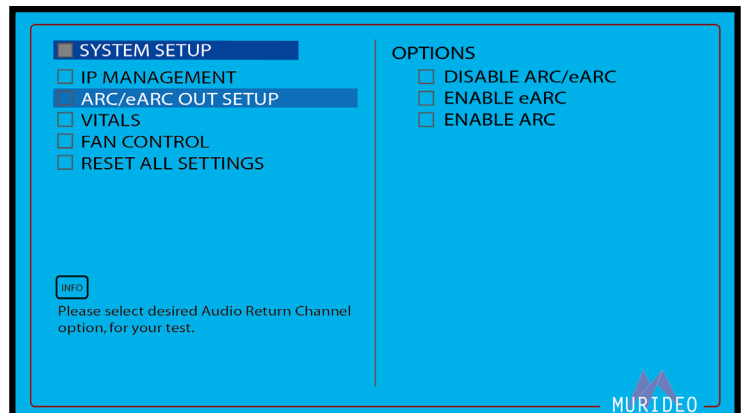 SYSTEM SETUP
IP MANAGEMENT
ARC/eARC OUT SETUP
VITALS
FAN CONTROL
RESET ALL SETTINGS
INFO
Please select desired Audio Return Channel
option, for your test.
OPTIONS
DISABLE ARC/eARC
ENABLE eARC
ENABLE ARC
MURIDEO